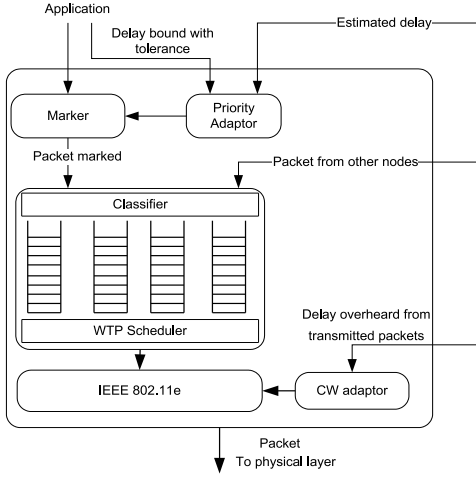 Application
Estimated delay
Delay bound with
tolerance
Marker
Priority
Adaptor
Packet marked
Packet from other nodes
Classifier
WTP Scheduler
Delay overheard from
transmitted packets
IEEE 802.11e
CW adaptor
Packet
To physical layer